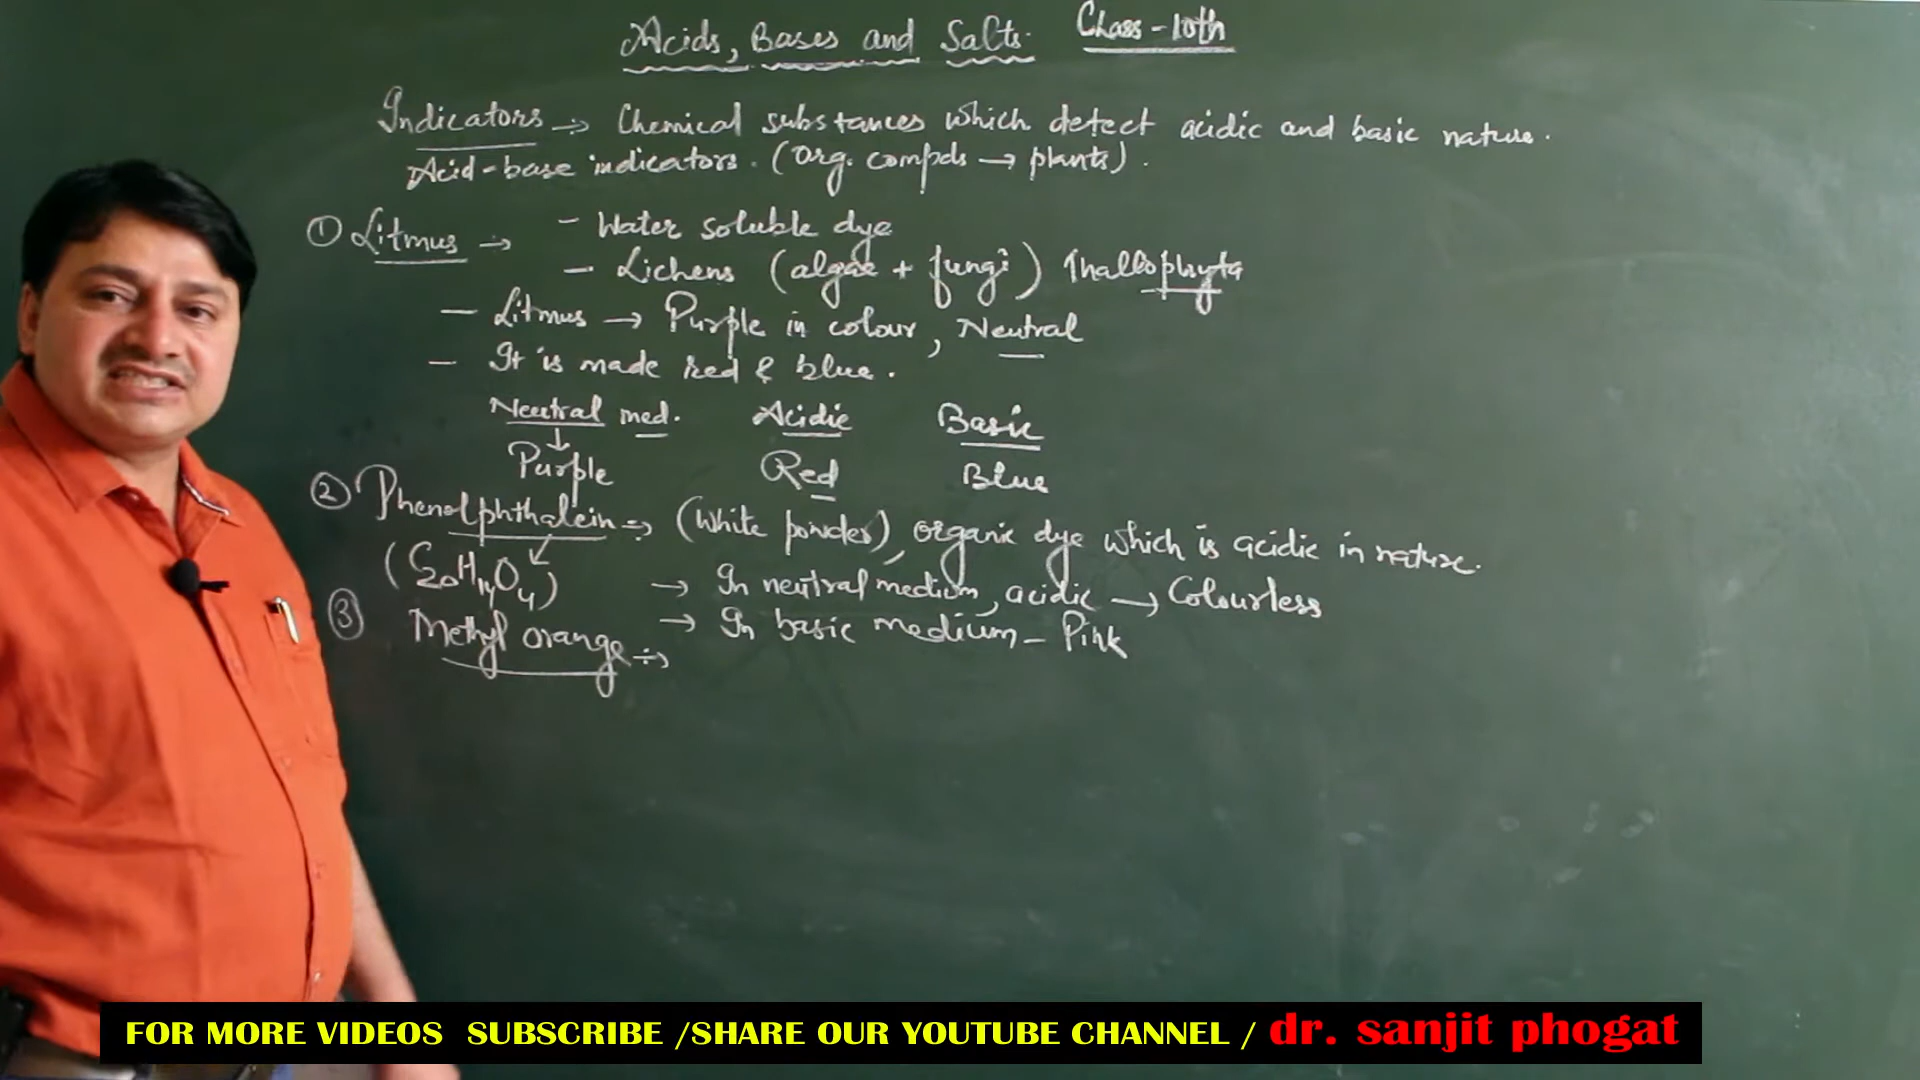 Acids, Bases and Salts. Class-10th
Indicators → Chemical substances which detect acidic and basic nature.
Acid-base indicators. (Org. compds → plants).
① Litmus → - Water soluble dye
- Lichens (algae + fungi) Thallophyta
- Litmus → Purple in colour, Neutral
- It is made red & blue.
Neutral med. Acidic Basic
↓
Purple Red Blue
② Phenolphthalein → (White powder), organic dye which is acidic in nature.
(C₂₀H₁₄O₄) → In neutral medium, acidic → Colourless
→ In basic medium - Pink
③ Methyl orange →
FOR MORE VIDEOS SUBSCRIBE /SHARE OUR YOUTUBE CHANNEL / dr. sanjit phogat